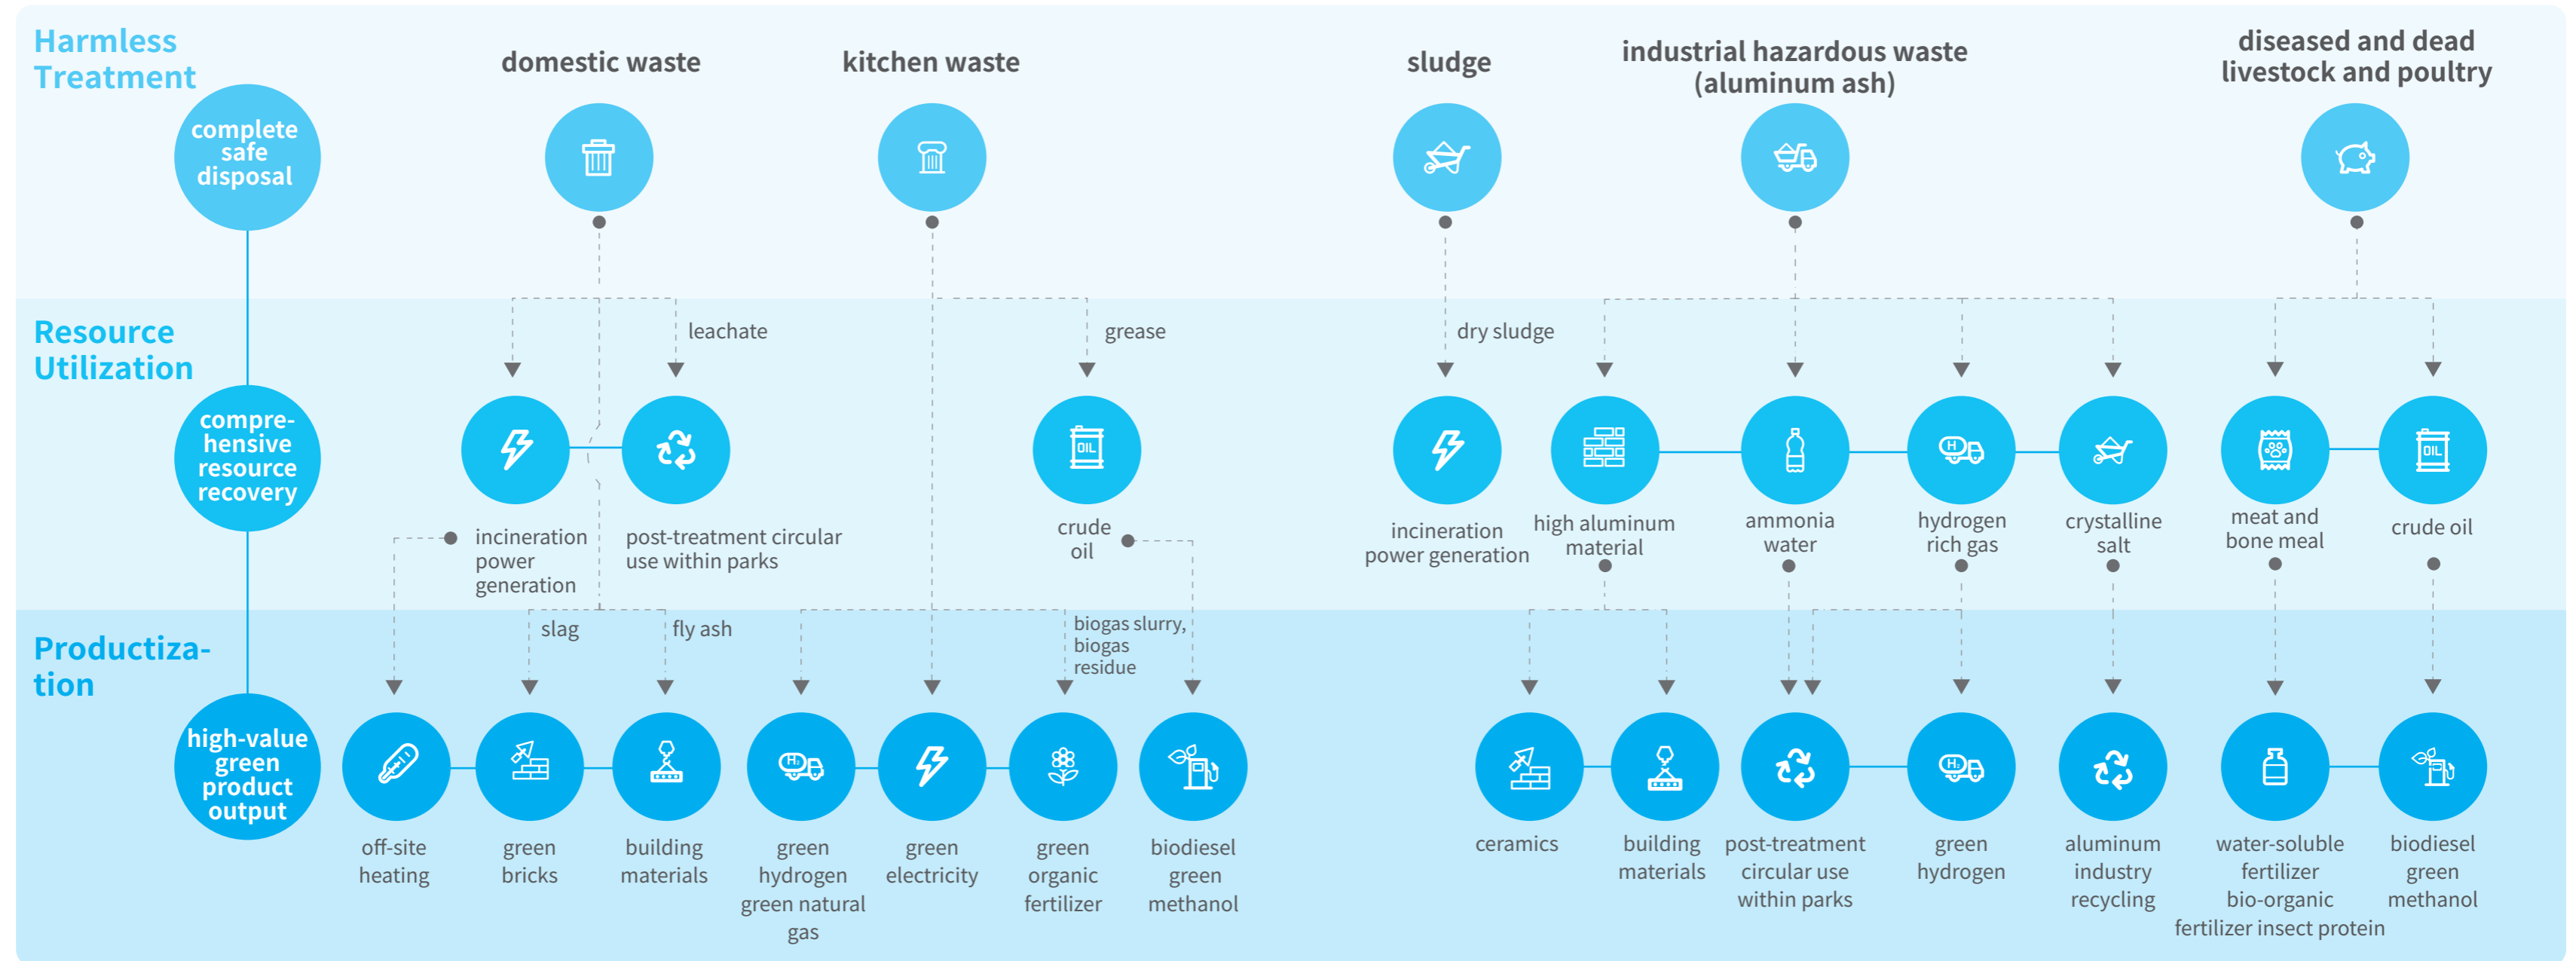 Harmless
Treatment
domestic waste
kitchen waste
sludge
industrial hazardous waste
(aluminum ash)
diseased and dead
livestock and poultry
complete
safe
disposal
Resource
Utilization
leachate
grease
dry sludge
compre-
hensive
resource
recovery
OIL
H
OIL
incineration
power
generation
post-treatment circular
use within parks
crude
oil
incineration
power generation
high aluminum
material
ammonia
water
hydrogen
rich gas
crystalline
salt
meat and
bone meal
crude oil
Productiza-
tion
slag
fly ash
biogas slurry,
biogas
residue
high-value
green
product
output
H₂
H₂
off-site
heating
green
bricks
building
materials
green
hydrogen
green natural
gas
green
electricity
green
organic
fertilizer
biodiesel
green
methanol
ceramics
building
materials
post-treatment
circular use
within parks
green
hydrogen
aluminum
industry
recycling
water-soluble
fertilizer
bio-organic
fertilizer insect protein
biodiesel
green
methanol